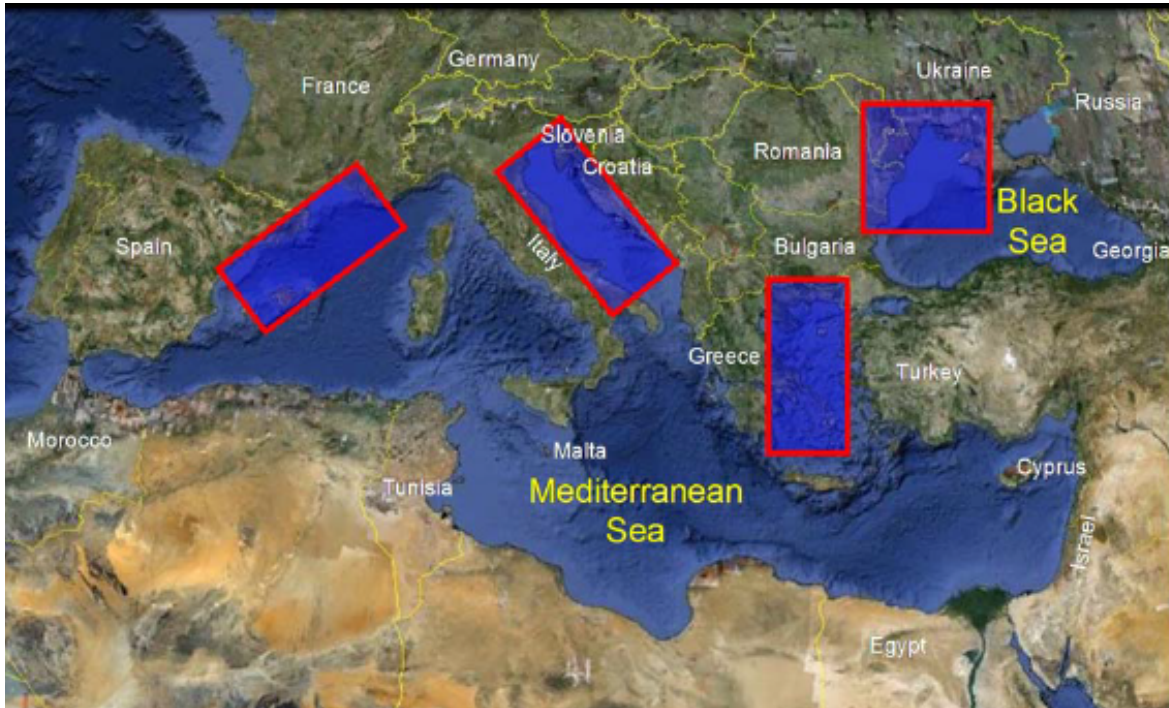 Germany
France
Ukraine
Russia
Slovenia
Croatia
Romania
Black
Sea
Spain
Italy
Bulgaria
Georgia
Greece
Turkey
Morocco
Malta
Cyprus
Tunisia
Mediterranean
Sea
Israel
Egypt